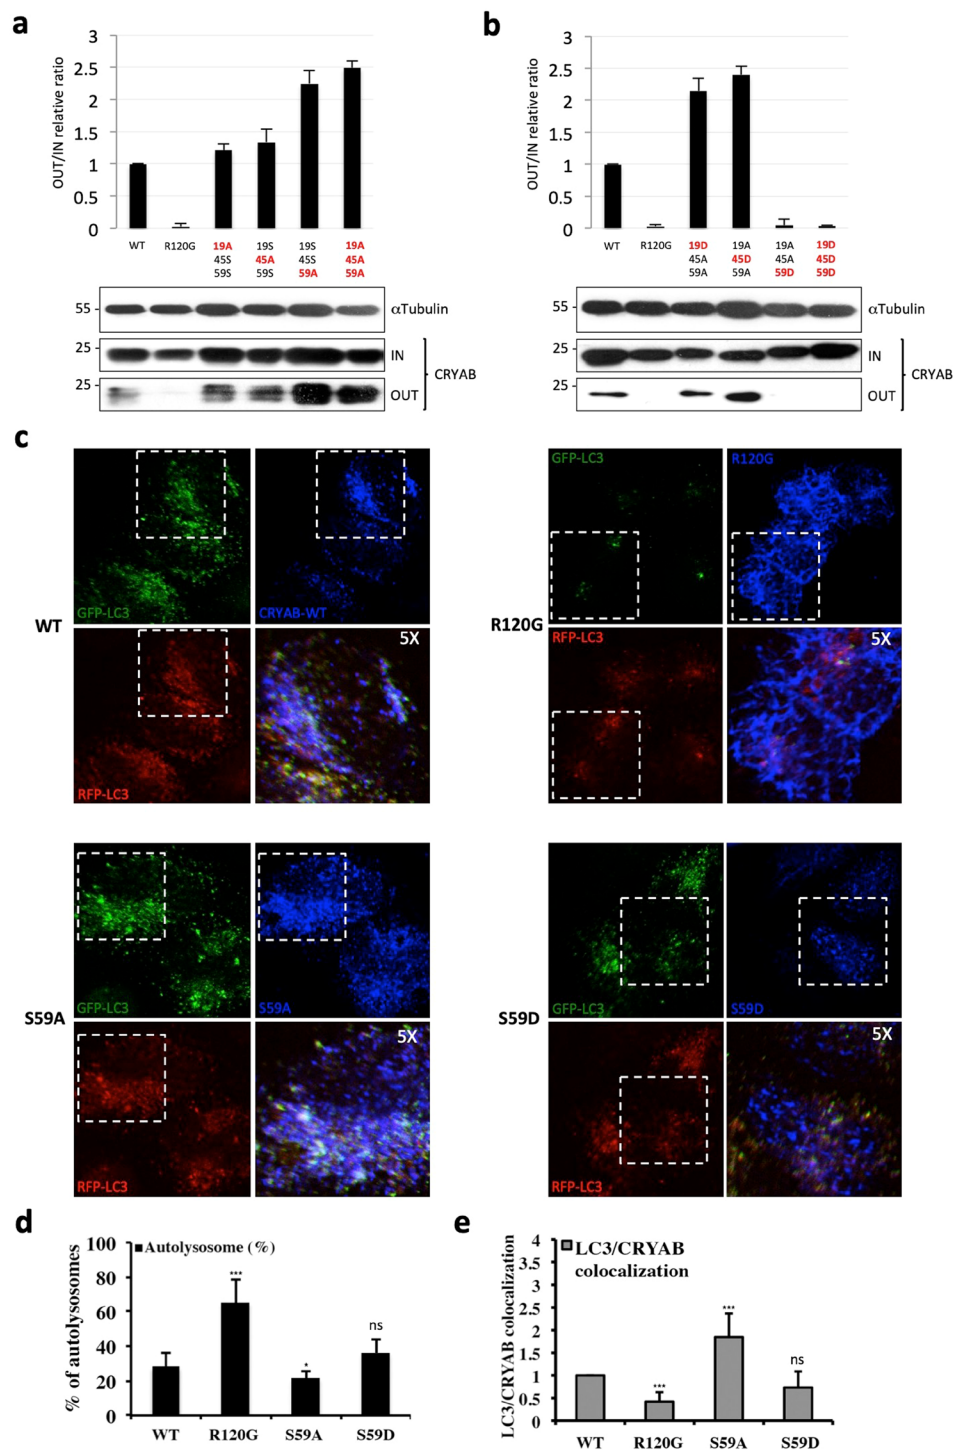 a
3
2.5
2
1.5
1
0.5
0
OUT/IN relative ratio
WT R120G 19A 19S 19S 19A
45S 45A 45S 45A
59S 59S 59A 59A
55 - αTubulin
25 - IN
25 - OUT
CRYAB
b
3
2.5
2
1.5
1
0.5
0
OUT/IN relative ratio
WT R120G 19D 19A 19A 19D
45A 45D 45A 45D
59A 59A 59D 59D
55 - αTubulin
25 - IN
25 - OUT
CRYAB
c
WT
GFP-LC3
CRYAB-WT
RFP-LC3
5X
R120G
GFP-LC3
R120G
RFP-LC3
5X
S59A
GFP-LC3
S59A
RFP-LC3
5X
S59D
GFP-LC3
S59D
RFP-LC3
5X
d
100
80
60
40
20
0
% of autolysosomes
Autolysosome (%)
***
*
ns
WT R120G S59A S59D
e
4
3.5
3
2.5
2
1.5
1
0.5
0
LC3/CRYAB colocalization
LC3/CRYAB
colocalization
***
***
ns
WT R120G S59A S59D